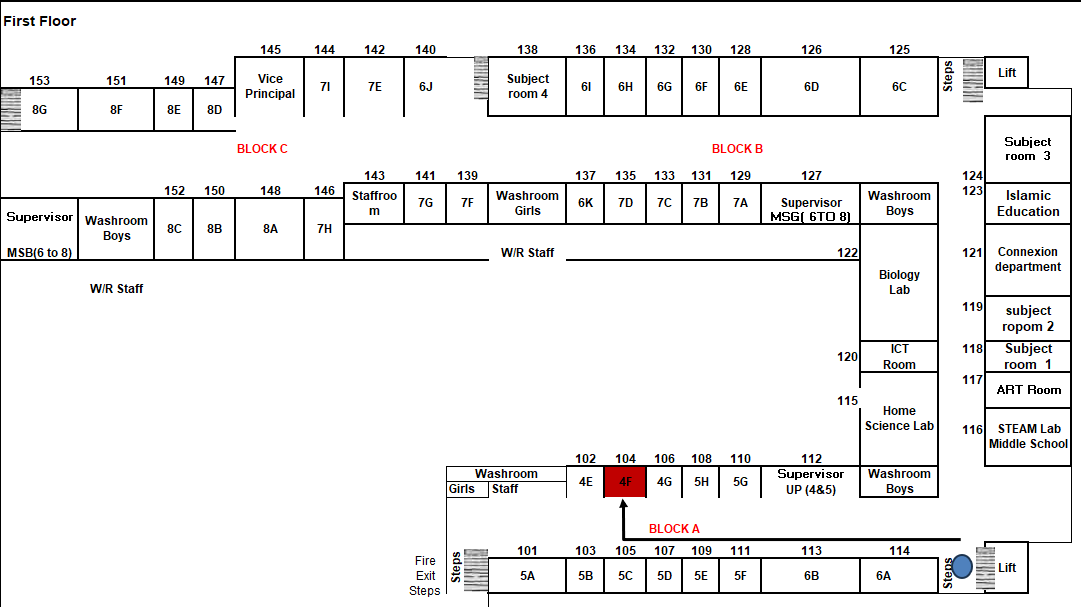 First Floor
145 144 142 140 138 136 134 132 130 128 126 125
153 151 149 147
Vice
Principal
7I
7E
6J
Subject
room 4
6I
6H
6G
6F
6E
6D
6C
Steps
Lift
8G
8F
8E
8D
BLOCK C
BLOCK B
Subject
room 3
124
143 141 139 137 135 133 131 129 127
152 150 148 146
123
Supervisor
MSB(6 to 8)
Washroom
Boys
8C
8B
8A
7H
Staffroo
m
7G
7F
Washroom
Girls
6K
7D
7C
7B
7A
Supervisor
MSG( 6TO 8)
Washroom
Boys
Islamic
Education
W/R Staff
122
121
Connexion
department
W/R Staff
Biology
Lab
119
subject
ropom 2
120
ICT
Room
118
Subject
room 1
117
ART Room
115
Home
Science Lab
116
STEAM Lab
Middle School
102 104 106 108 110 112
Washroom
Girls
Staff
4E
4F
4G
5H
5G
Supervisor
UP (4&5)
Washroom
Boys
BLOCK A
101 103 105 107 109 111 113 114
Fire
Exit
Steps
Steps
5A
5B
5C
5D
5E
5F
6B
6A
Steps
Lift